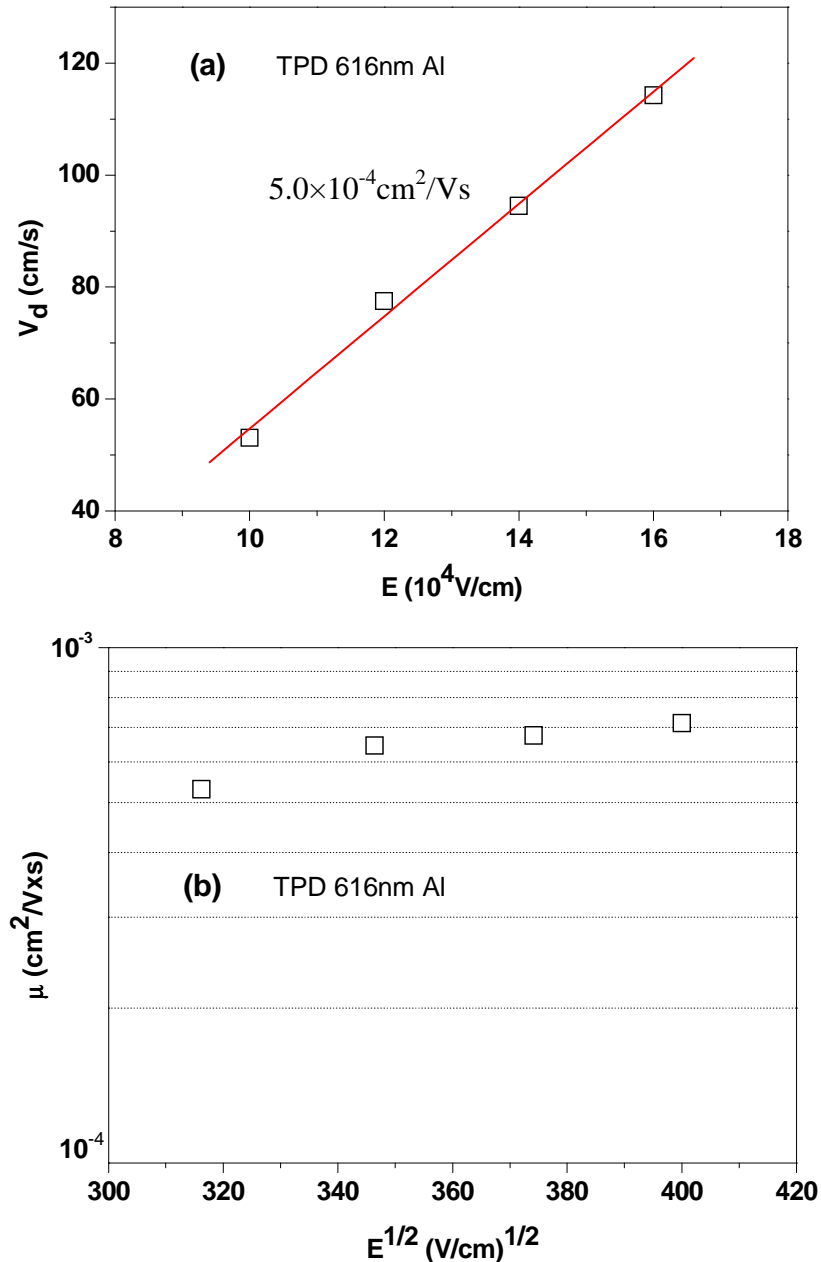 (a) TPD 616nm Al
5.0×10⁻⁴cm²/Vs
V_d (cm/s)
120
100
80
60
40
8 10 12 14 16 18
E (10⁴V/cm)
10⁻³
(b) TPD 616nm Al
μ (cm²/Vxs)
10⁻⁴
300 320 340 360 380 400 420
E^1/2 (V/cm)^1/2